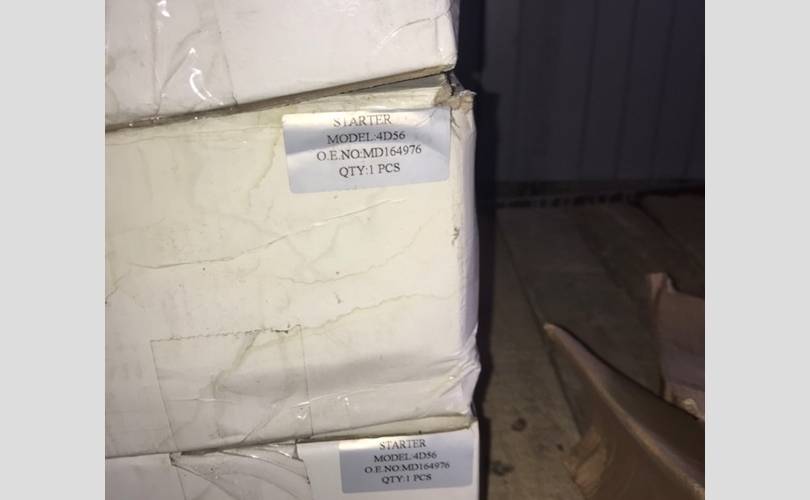 STARTER
MODEL:4D56
O.E.NO:MD164976
QTY:1 PCS
STARTER
MODEL:4D56
O.E.NO:MD164976
QTY:1 PCS